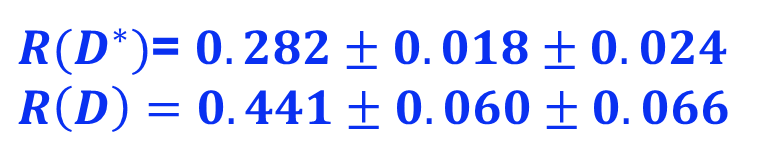 R(D*)= 0.282 ± 0.018 ± 0.024
R(D) = 0.441 ± 0.060 ± 0.066